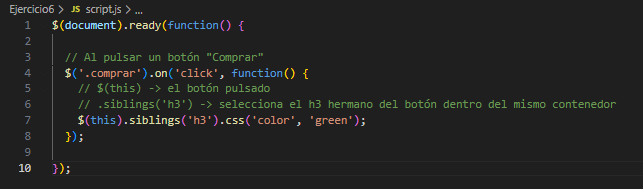 Ejercicio6 > JS script.js > ...
1 $(document).ready(function() {
2
3 // Al pulsar un botón "Comprar"
4 $('.comprar').on('click', function() {
5 // $(this) -> el botón pulsado
6 // .siblings('h3') -> selecciona el h3 hermano del botón dentro del mismo contenedor
7 $(this).siblings('h3').css('color', 'green');
8 });
9
10 });